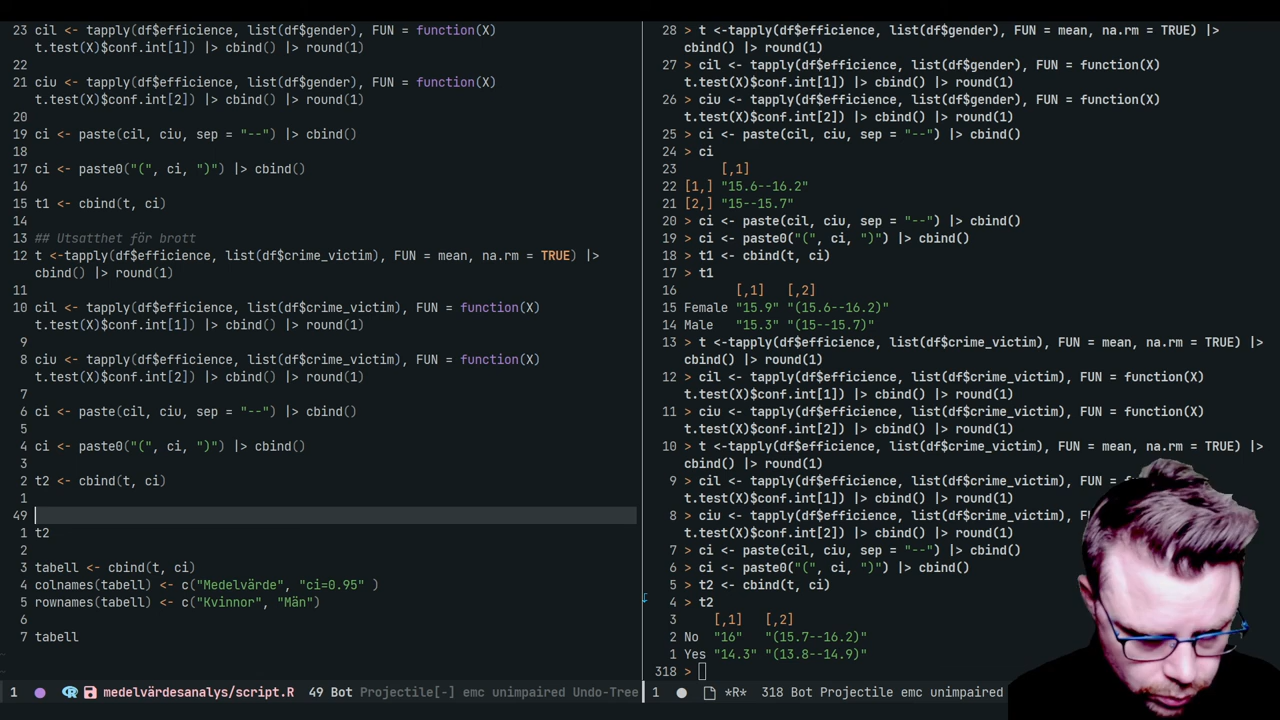 23 cil <- tapply(df$efficience, list(df$gender), FUN = function(X)
t.test(X)$conf.int[1]) |> cbind() |> round(1)
22
21 ciu <- tapply(df$efficience, list(df$gender), FUN = function(X)
t.test(X)$conf.int[2]) |> cbind() |> round(1)
20
19 ci <- paste(cil, ciu, sep = "--") |> cbind()
18
17 ci <- paste0("(", ci, ")") |> cbind()
16
15 t1 <- cbind(t, ci)
14
13 ## Utsatthet för brott
12 t <-tapply(df$efficience, list(df$crime_victim), FUN = mean, na.rm = TRUE) |>
cbind() |> round(1)
11
10 cil <- tapply(df$efficience, list(df$crime_victim), FUN = function(X)
t.test(X)$conf.int[1]) |> cbind() |> round(1)
9
8 ciu <- tapply(df$efficience, list(df$crime_victim), FUN = function(X)
t.test(X)$conf.int[2]) |> cbind() |> round(1)
7
6 ci <- paste(cil, ciu, sep = "--") |> cbind()
5
4 ci <- paste0("(", ci, ")") |> cbind()
3
2 t2 <- cbind(t, ci)
1
49
1 t2
2
3 tabell <- cbind(t, ci)
4 colnames(tabell) <- c("Medelvärde", "ci=0.95" )
5 rownames(tabell) <- c("Kvinnor", "Män")
6
7 tabell
1 medelvärdesanalys/script.R 49 Bot Projectile[-] emc unimpaired Undo-Tree
28 > t <-tapply(df$efficience, list(df$gender), FUN = mean, na.rm = TRUE) |>
cbind() |> round(1)
27 > cil <- tapply(df$efficience, list(df$gender), FUN = function(X)
t.test(X)$conf.int[1]) |> cbind() |> round(1)
26 > ciu <- tapply(df$efficience, list(df$gender), FUN = function(X)
t.test(X)$conf.int[2]) |> cbind() |> round(1)
25 > ci <- paste(cil, ciu, sep = "--") |> cbind()
24 > ci
23 [,1]
22 [1,] "15.6--16.2"
21 [2,] "15--15.7"
20 > ci <- paste(cil, ciu, sep = "--") |> cbind()
19 > ci <- paste0("(", ci, ")") |> cbind()
18 > t1 <- cbind(t, ci)
17 > t1
16 [,1] [,2]
15 Female "15.9" "(15.6--16.2)"
14 Male "15.3" "(15--15.7)"
13 > t <-tapply(df$efficience, list(df$crime_victim), FUN = mean, na.rm = TRUE) |>
cbind() |> round(1)
12 > cil <- tapply(df$efficience, list(df$crime_victim), FUN = function(X)
t.test(X)$conf.int[1]) |> cbind() |> round(1)
11 > ciu <- tapply(df$efficience, list(df$crime_victim), FUN = function(X)
t.test(X)$conf.int[2]) |> cbind() |> round(1)
10 > t <-tapply(df$efficience, list(df$crime_victim), FUN = mean, na.rm = TRUE) |>
cbind() |> round(1)
9 > cil <- tapply(df$efficience, list(df$crime_victim),
t.test(X)$conf.int[1]) |> cbind() |> round(1)
8 > ciu <- tapply(df$efficience, list(df$crime_victim),
t.test(X)$conf.int[2]) |> cbind() |> round(1)
7 > ci <- paste(cil, ciu, sep = "--") |> cbind()
6 > ci <- paste0("(", ci, ")") |> cbind()
5 > t2 <- cbind(t, ci)
4 > t2
3 [,1] [,2]
2 No "16" "(15.7--16.2)"
1 Yes "14.3" "(13.8--14.9)"
318 >
1 *R* 318 Bot Projectile emc unimpaired